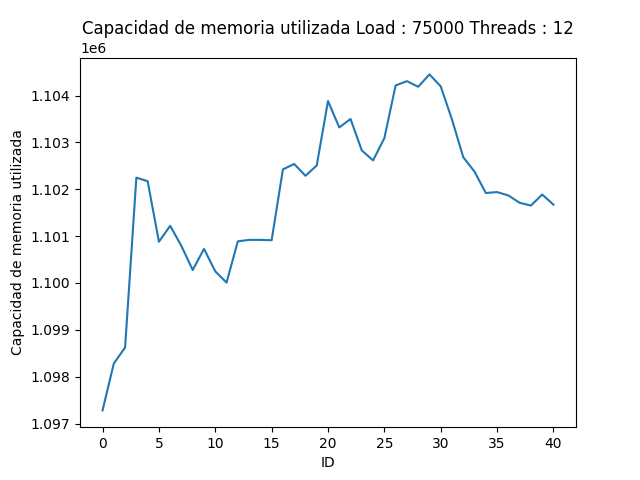 Capacidad de memoria utilizada Load : 75000 Threads : 12
1e6
1.104
1.103
1.102
1.101
1.100
1.099
1.098
1.097
Capacidad de memoria utilizada
0 5 10 15 20 25 30 35 40
ID